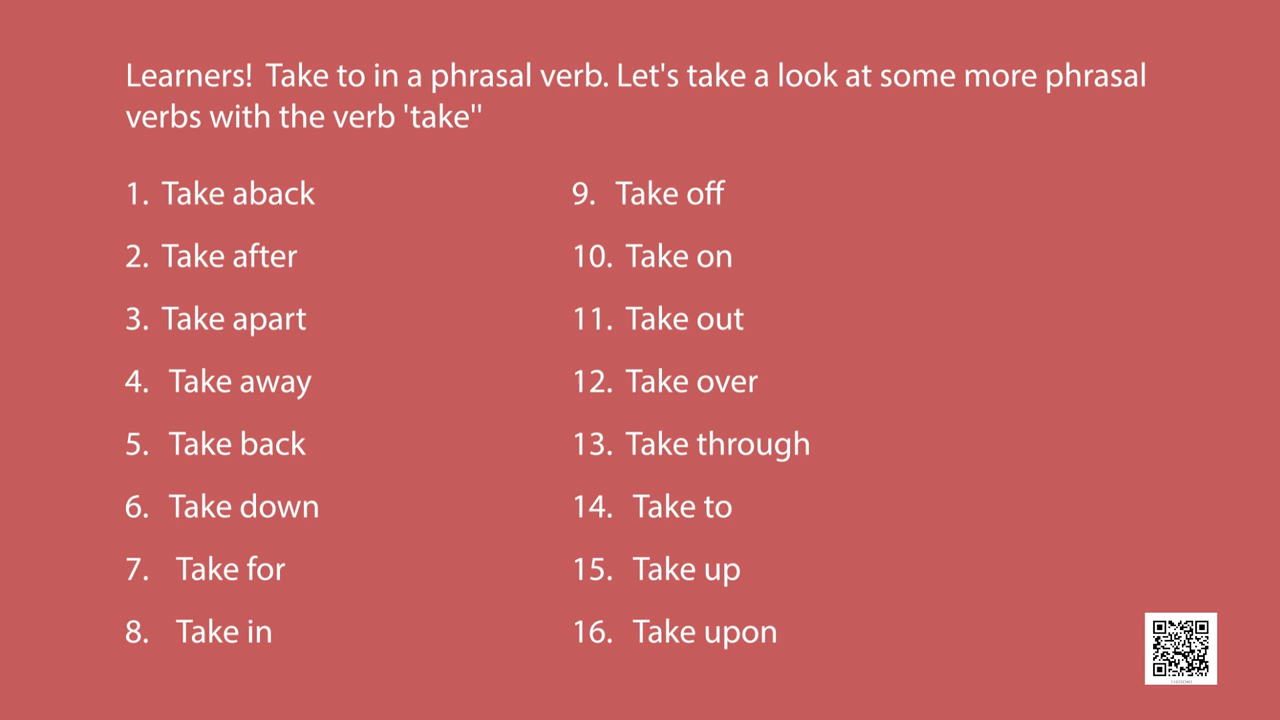 Learners!  Take to in a phrasal verb. Let's take a look at some more phrasal
verbs with the verb 'take''
1. Take aback
2. Take after
3. Take apart
4. Take away
5. Take back
6. Take down
7. Take for
8. Take in
9. Take off
10. Take on
11. Take out
12. Take over
13. Take through
14. Take to
15. Take up
16. Take upon